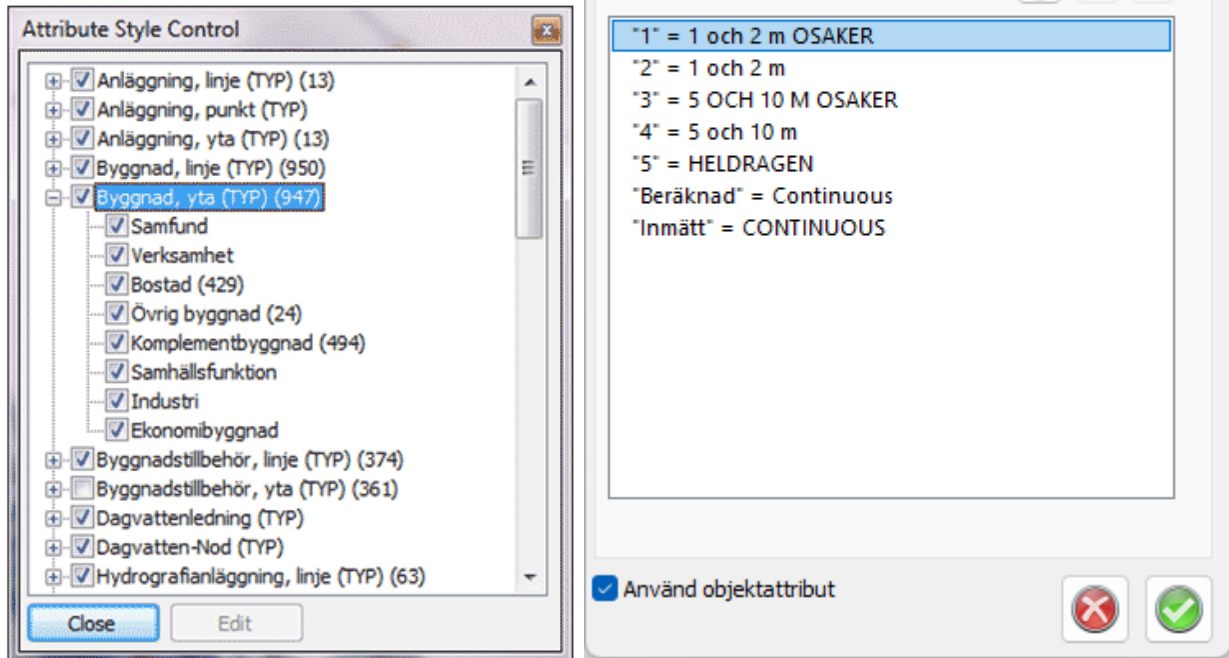 Attribute Style Control
Anläggning, linje (TYP) (13)
Anläggning, punkt (TYP)
Anläggning, yta (TYP) (13)
Byggnad, linje (TYP) (950)
Byggnad, yta (TYP) (947)
Samfund
Verksamhet
Bostad (429)
Övrig byggnad (24)
Komplementbyggnad (494)
Samhällsfunktion
Industri
Ekonomibyggnad
Byggnadstillbehör, linje (TYP) (374)
Byggnadstillbehör, yta (TYP) (361)
Dagvattenledning (TYP)
Dagvatten-Nod (TYP)
Hydrografianläggning, linje (TYP) (63)
Close
Edit
"1" = 1 och 2 m OSAKER
"2" = 1 och 2 m
"3" = 5 OCH 10 M OSAKER
"4" = 5 och 10 m
"5" = HELDRAGEN
"Beräknad" = Continuous
"Inmätt" = CONTINUOUS
Använd objektattribut